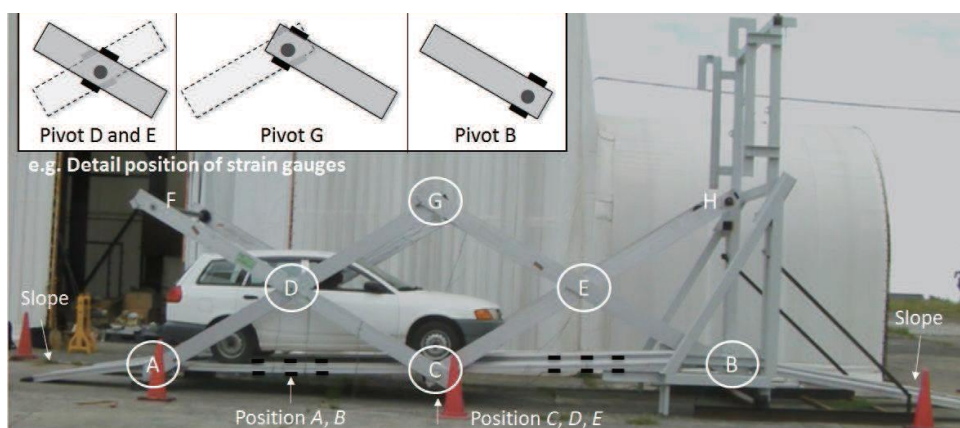 Pivot D and E
Pivot G
Pivot B
e.g. Detail position of strain gauges
F
G
H
D
E
Slope
Slope
A
C
B
Position A, B
Position C, D, E